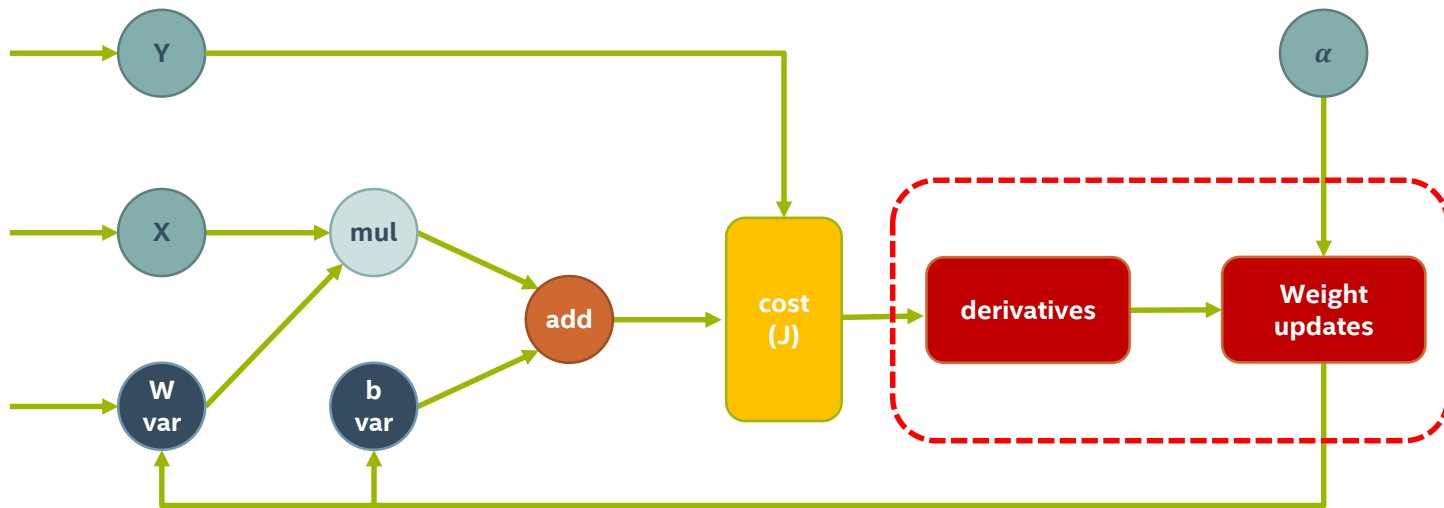 Y
α
X
mul
add
cost
(J)
derivatives
Weight
updates
W
var
b
var